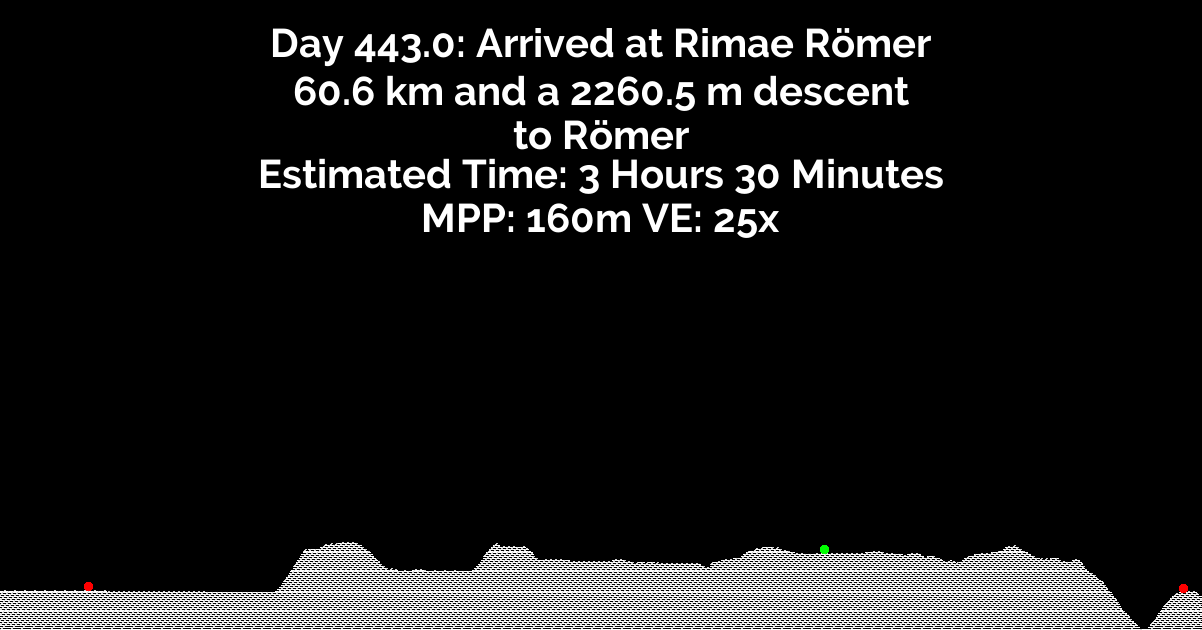 Day 443.0: Arrived at Rimae Römer
60.6 km and a 2260.5 m descent
to Römer
Estimated Time: 3 Hours 30 Minutes
MPP: 160m VE: 25x